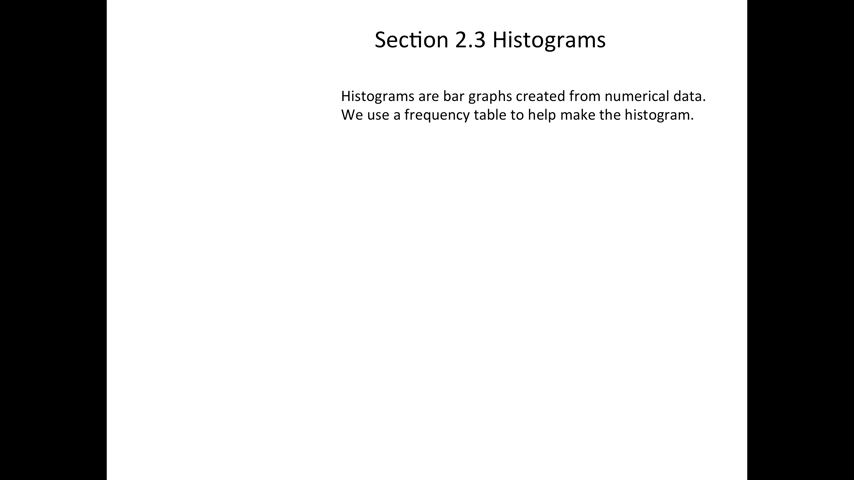 Section 2.3 Histograms
Histograms are bar graphs created from numerical data.
We use a frequency table to help make the histogram.